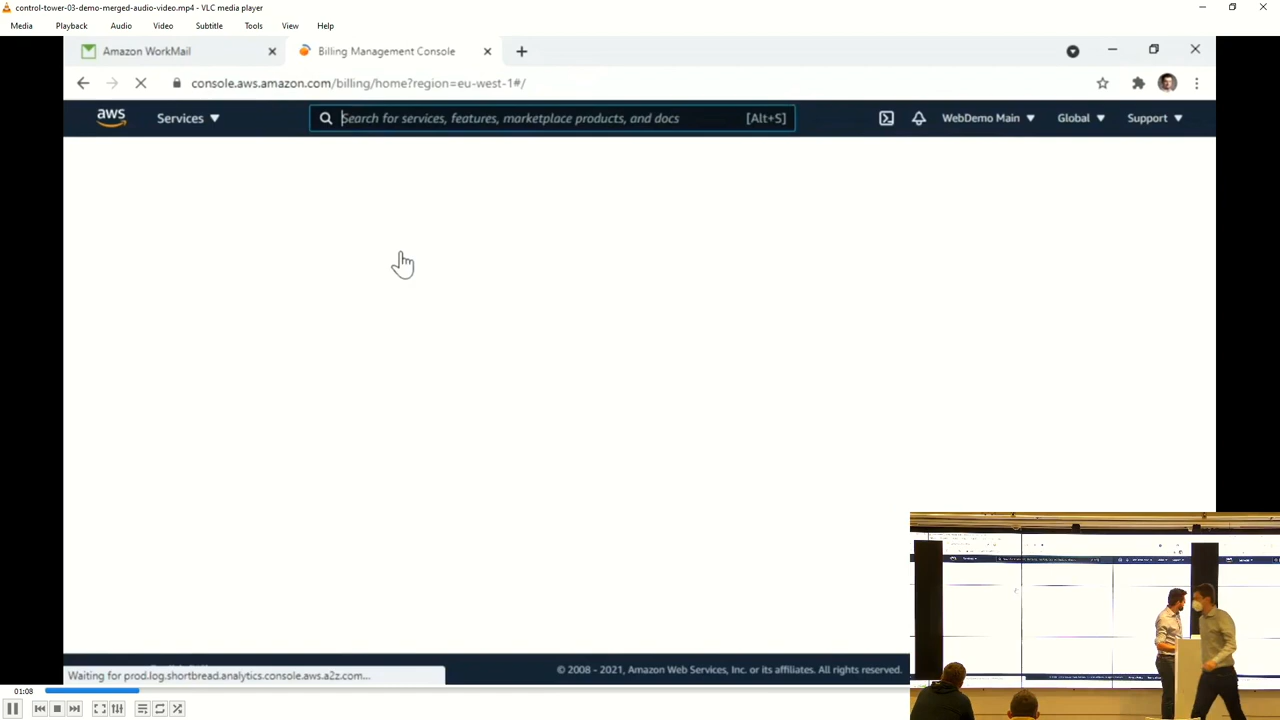 control-tower-03-demo-merged-audio-video.mp4 - VLC media player
Media Playback Audio Video Subtitle Tools View Help
Amazon WorkMail Billing Management Console
console.aws.amazon.com/billing/home?region=eu-west-1#/
aws Services Search for services, features, marketplace products, and docs [Alt+S] WebDemo Main Global Support
Waiting for prod.log.shortbread.analytics.console.aws.a2z.com... © 2008 - 2021, Amazon Web Services, Inc. or its affiliates. All rights reserved.
01:08